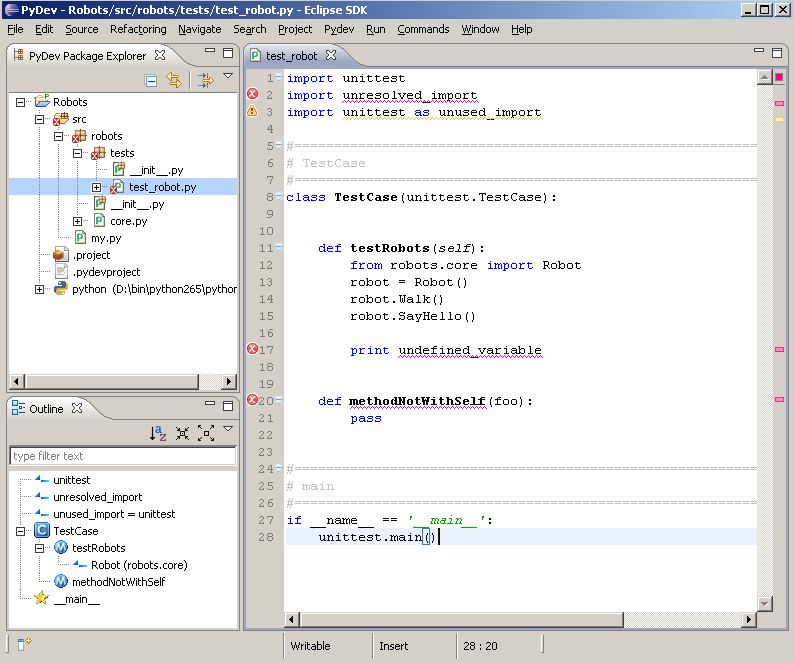 PyDev - Robots/src/robots/tests/test_robot.py - Eclipse SDK
File Edit Source Refactoring Navigate Search Project Pydev Run Commands Window Help
PyDev Package Explorer
Robots
src
robots
tests
__init__.py
test_robot.py
__init__.py
core.py
my.py
.project
.pydevproject
python (D:\bin\python265\python
Outline
type filter text
unittest
unresolved_import
unused_import = unittest
TestCase
testRobots
Robot (robots.core)
methodNotWithSelf
__main__
test_robot
1 import unittest
2 import unresolved_import
3 import unittest as unused_import
4
5 #===========================================================
6 # TestCase
7 #===========================================================
8 class TestCase(unittest.TestCase):
9
10
11     def testRobots(self):
12         from robots.core import Robot
13         robot = Robot()
14         robot.Walk()
15         robot.SayHello()
16
17         print undefined_variable
18
19
20     def methodNotWithSelf(foo):
21         pass
22
23
24 #===========================================================
25 # main
26 #===========================================================
27 if __name__ == '__main__':
28     unittest.main()
Writable Insert 28 : 20